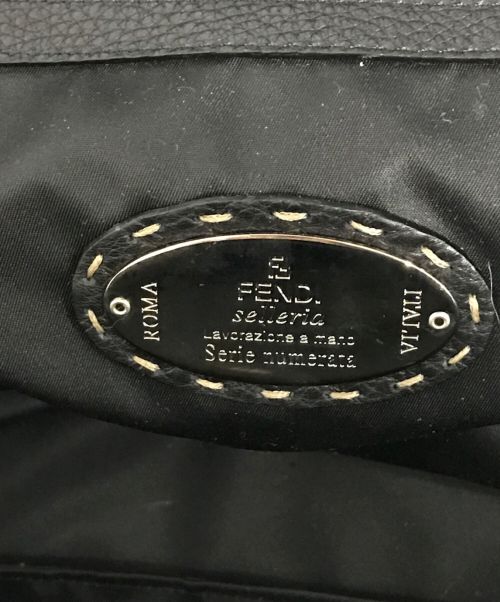 FENDI
selleria
Lavorazione a mano
Serie numerata
ROMA
ITALIA